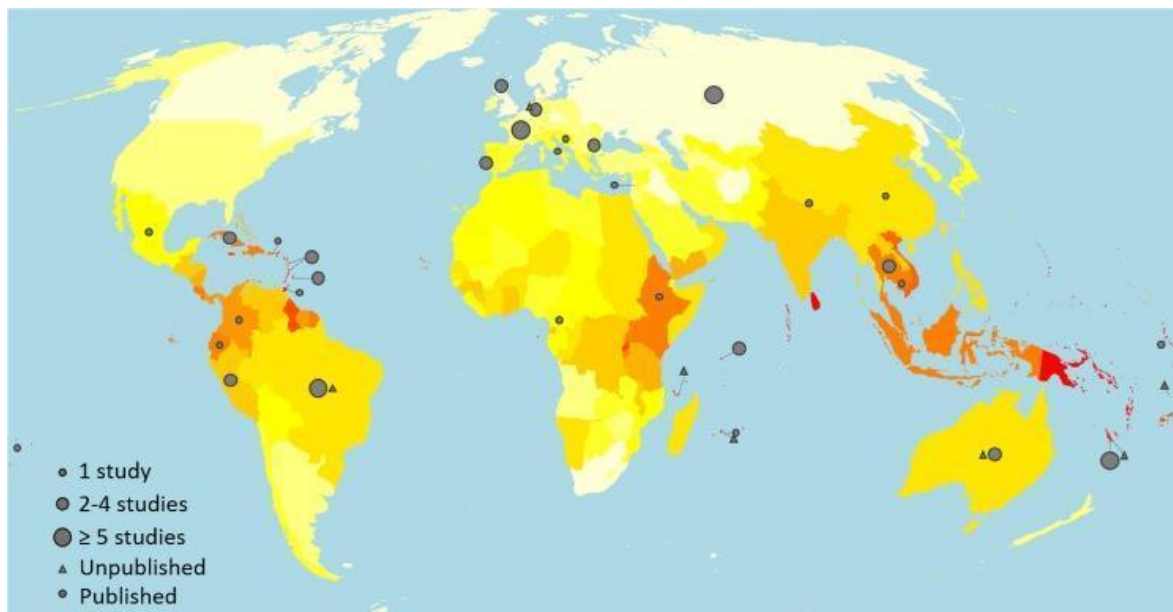 1 study
2-4 studies
≥ 5 studies
Unpublished
Published